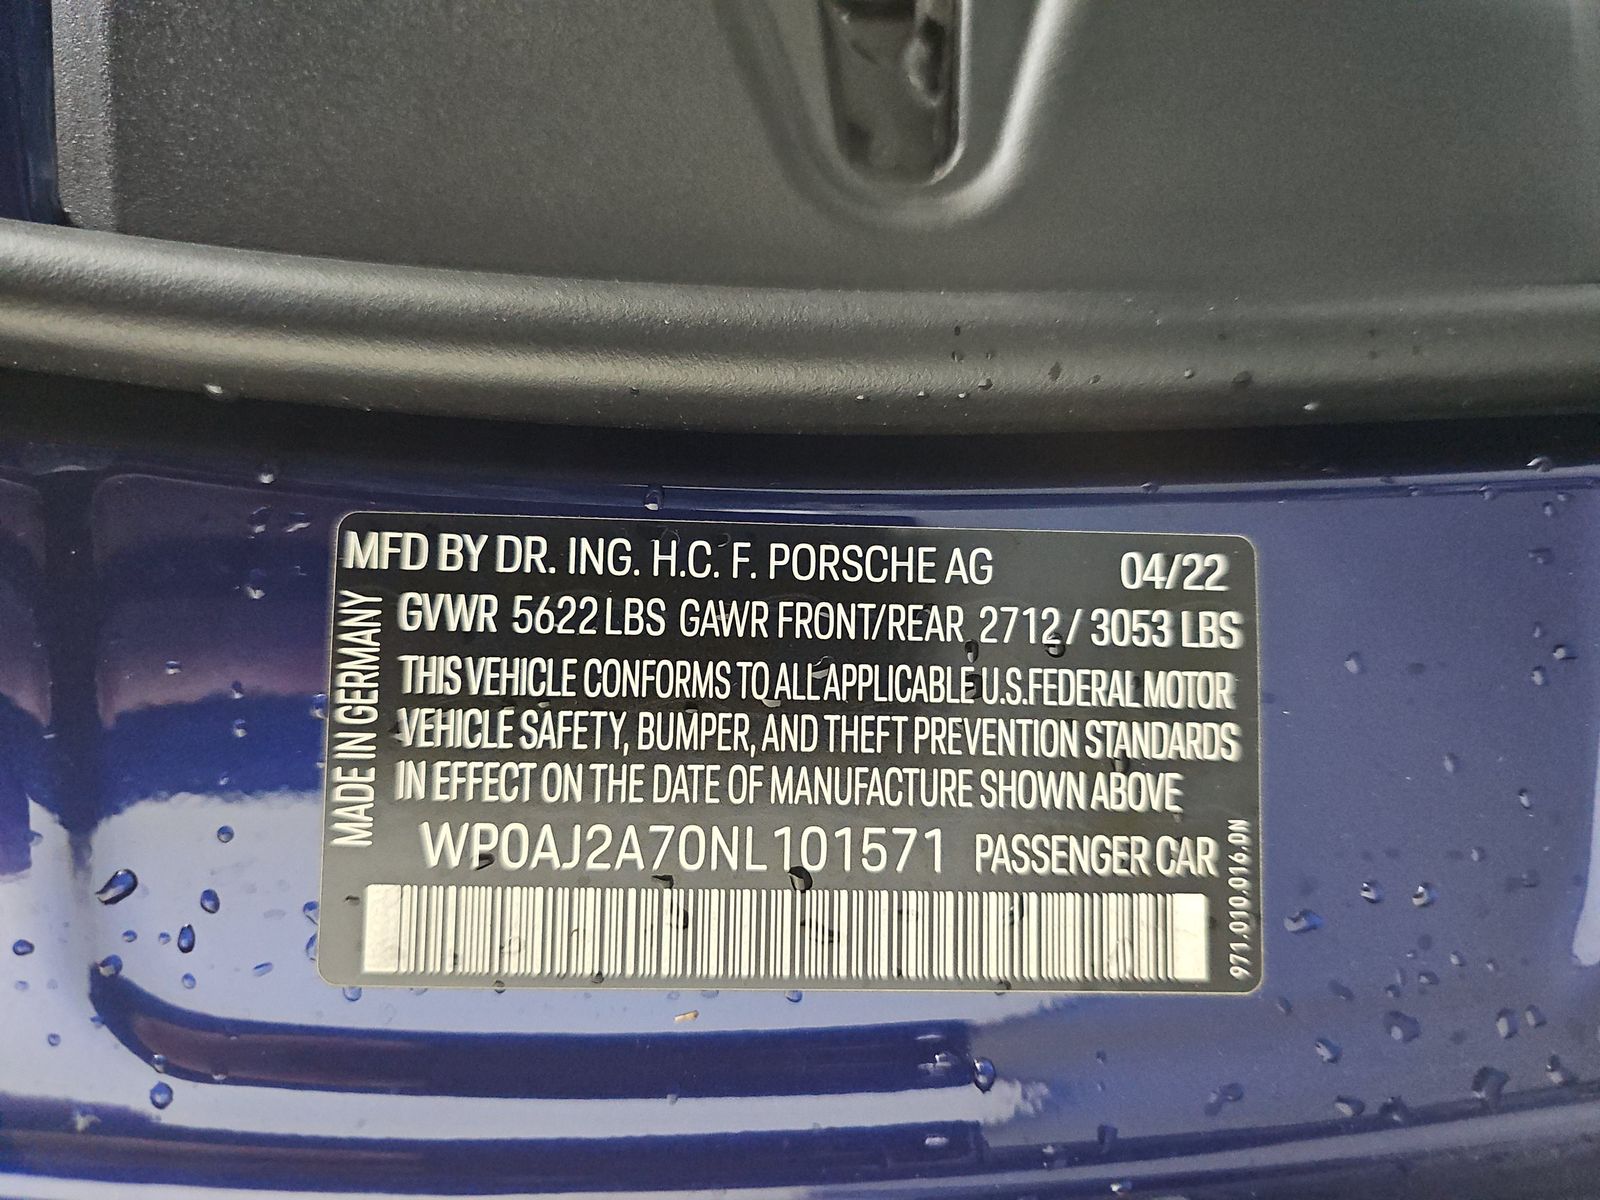 MFD BY DR. ING. H.C. F. PORSCHE AG 04/22
GVWR 5622 LBS GAWR FRONT/REAR 2712 / 3053 LBS
THIS VEHICLE CONFORMS TO ALL APPLICABLE U.S.FEDERAL MOTOR
VEHICLE SAFETY, BUMPER, AND THEFT PREVENTION STANDARDS
IN EFFECT ON THE DATE OF MANUFACTURE SHOWN ABOVE
WP0AJ2A70NL101571 PASSENGER CAR
MADE IN GERMANY
971.010.016.DN